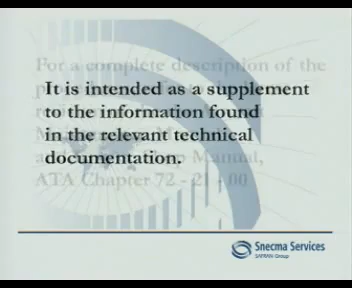 For a complete description of the
It is intended as a supplement
to the information found
in the relevant technical
documentation.
Manual,
ATA Chapter 72 - 21 - 00
Snecma Services
SAFRAN Group